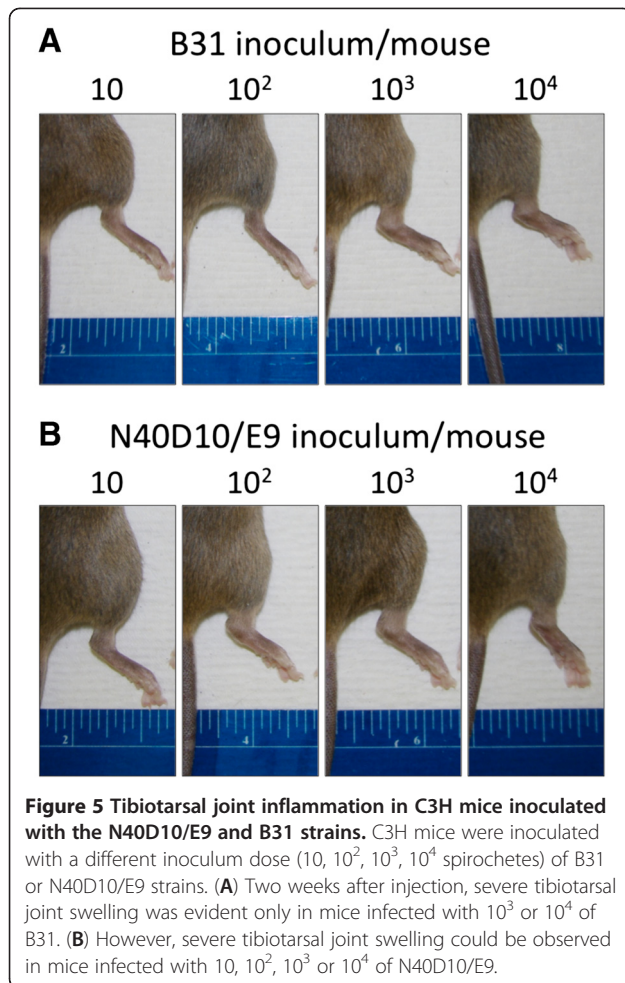 A
B31 inoculum/mouse
10 10² 10³ 10⁴
2 4 6 8
B
N40D10/E9 inoculum/mouse
10 10² 10³ 10⁴
2 4 6
Figure 5 Tibiotarsal joint inflammation in C3H mice inoculated
with the N40D10/E9 and B31 strains. C3H mice were inoculated
with a different inoculum dose (10, 10², 10³, 10⁴ spirochetes) of B31
or N40D10/E9 strains. (A) Two weeks after injection, severe tibiotarsal
joint swelling was evident only in mice infected with 10³ or 10⁴ of
B31. (B) However, severe tibiotarsal joint swelling could be observed
in mice infected with 10, 10², 10³ or 10⁴ of N40D10/E9.